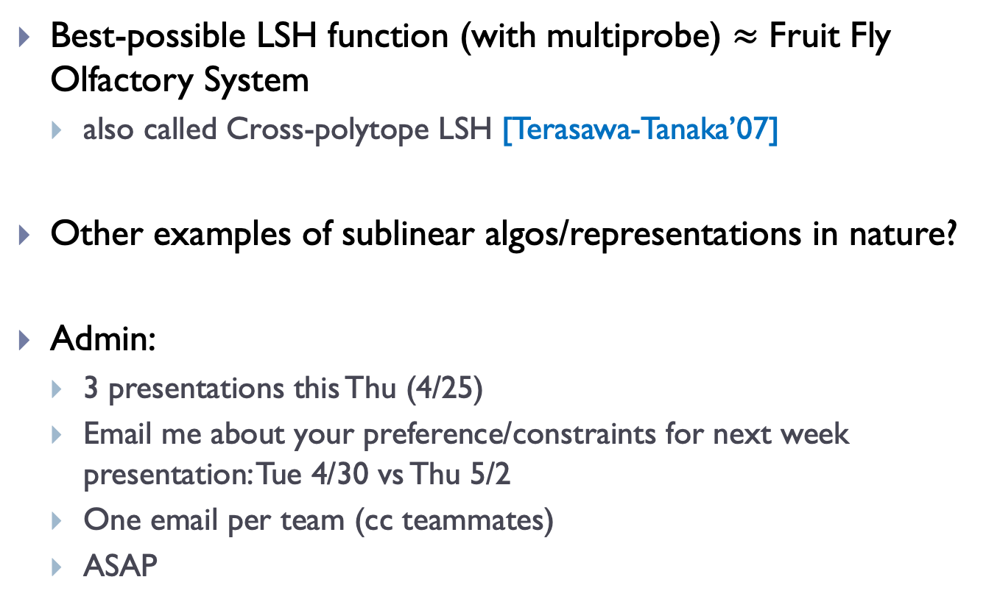 Best-possible LSH function (with multiprobe) ≈ Fruit Fly
Olfactory System
also called Cross-polytope LSH [Terasawa-Tanaka’07]
Other examples of sublinear algos/representations in nature?
Admin:
3 presentations this Thu (4/25)
Email me about your preference/constraints for next week
presentation: Tue 4/30 vs Thu 5/2
One email per team (cc teammates)
ASAP